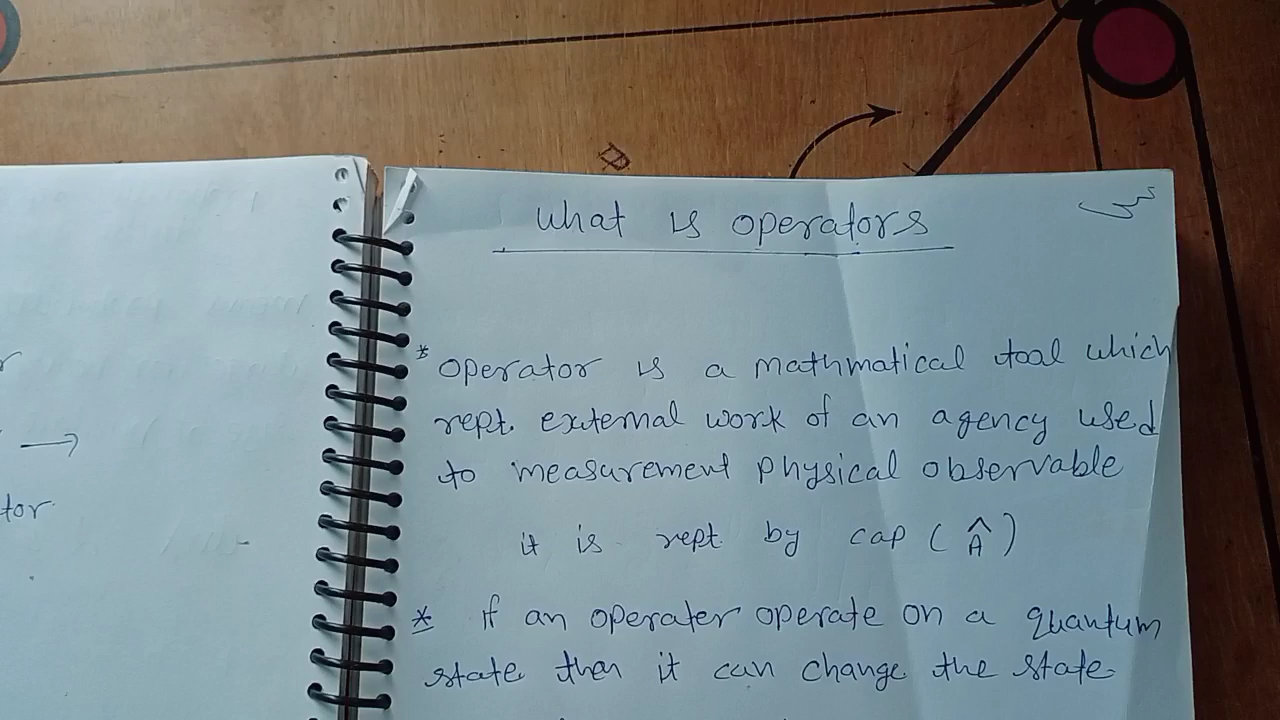 r
→
tor
What is operators
* operator is a mathmatical tool which
rept. external work of an agency used
to measurement physical observable
it is rept by cap ( Â )
* if an operater operate on a quantum
state then it can change the state